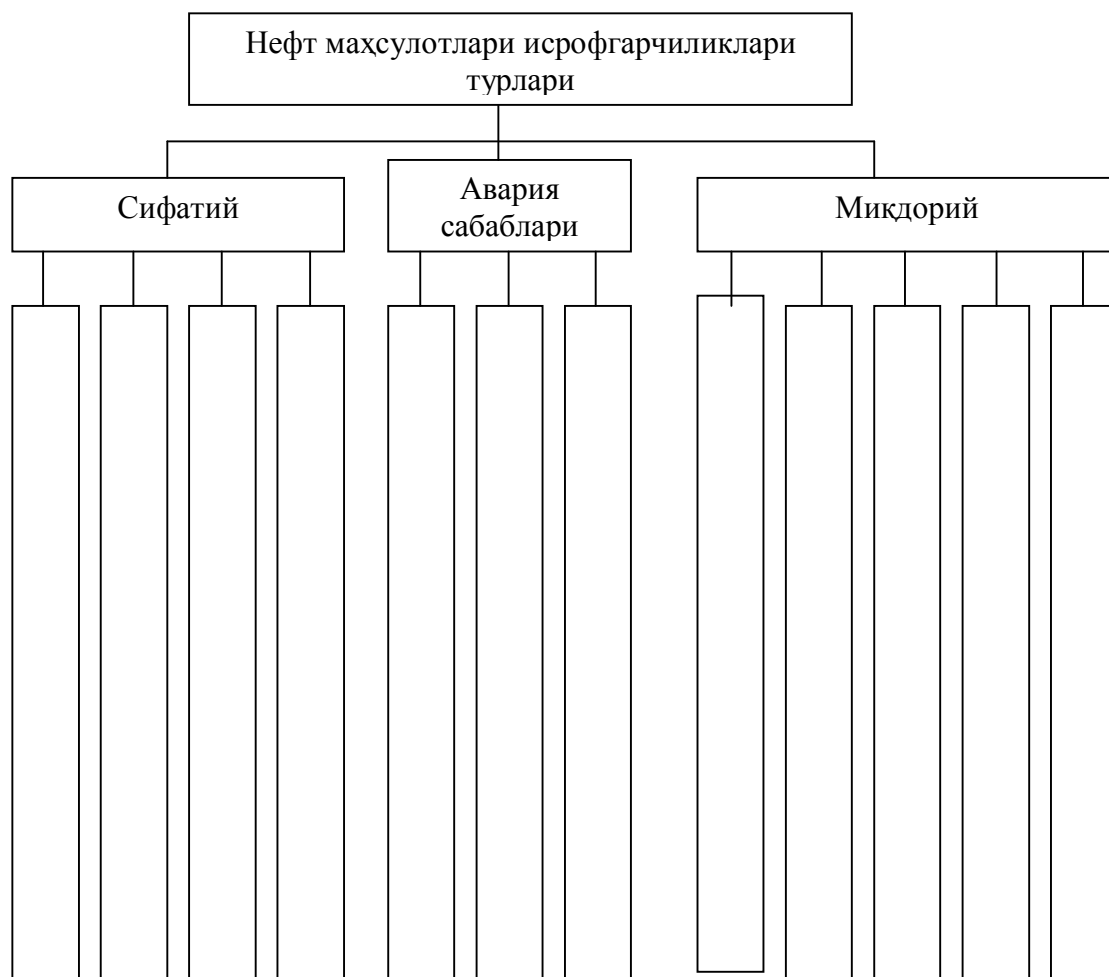 Нефт маҳсулотлари исрофгарчиликлари
турлари
Сифатий
Авария
сабаблари
Миқдорий